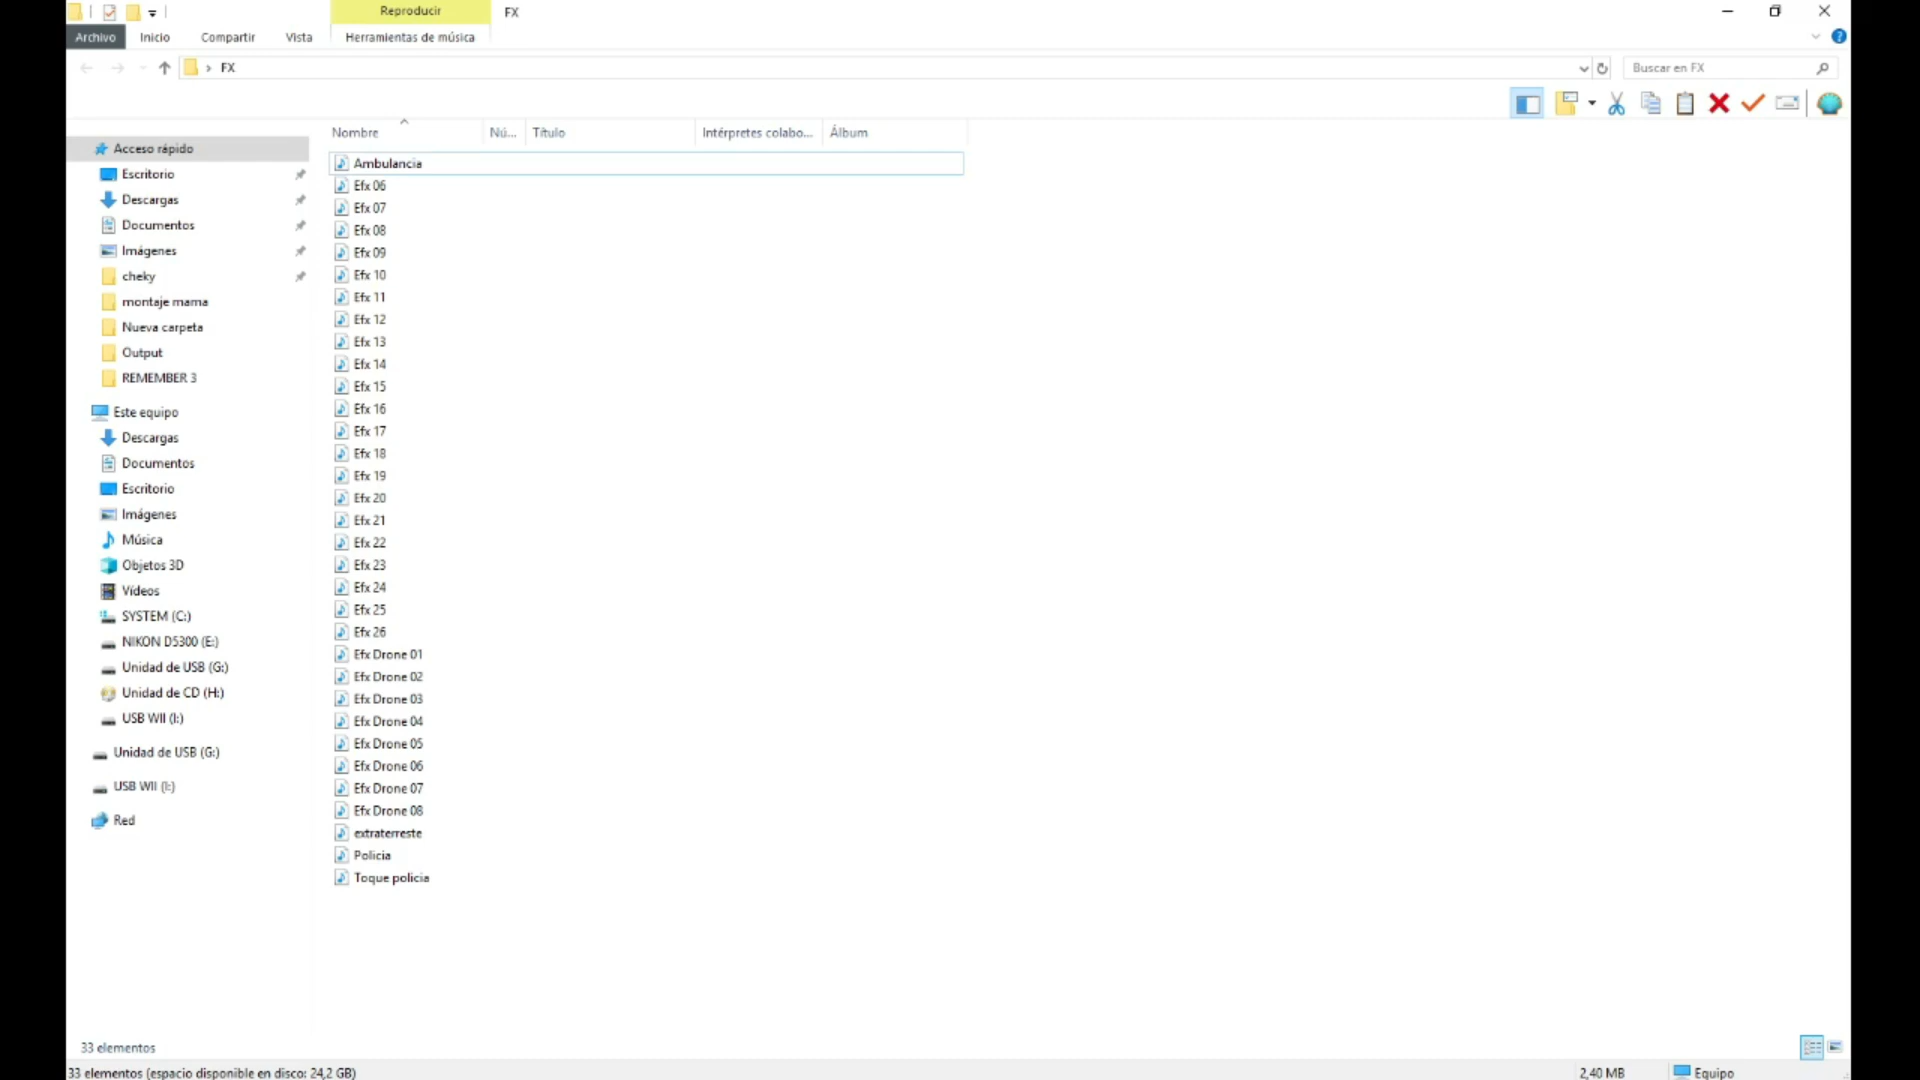 Reproducir
FX
Archivo
Inicio
Compartir
Vista
Herramientas de música
FX
Buscar en FX
Nombre
Nú...
Título
Intérpretes colabo...
Álbum
Acceso rápido
Escritorio
Descargas
Documentos
Imágenes
cheky
montaje mama
Nueva carpeta
Output
REMEMBER 3
Este equipo
Descargas
Documentos
Escritorio
Imágenes
Música
Objetos 3D
Vídeos
SYSTEM (C:)
NIKON D5300 (E:)
Unidad de USB (G:)
Unidad de CD (H:)
USB WII (I:)
Unidad de USB (G:)
USB WII (I:)
Red
Ambulancia
Efx 06
Efx 07
Efx 08
Efx 09
Efx 10
Efx 11
Efx 12
Efx 13
Efx 14
Efx 15
Efx 16
Efx 17
Efx 18
Efx 19
Efx 20
Efx 21
Efx 22
Efx 23
Efx 24
Efx 25
Efx 26
Efx Drone 01
Efx Drone 02
Efx Drone 03
Efx Drone 04
Efx Drone 05
Efx Drone 06
Efx Drone 07
Efx Drone 08
extraterreste
Policia
Toque policia
33 elementos
33 elementos (espacio disponible en disco: 24,2 GB)
2,40 MB
Equipo